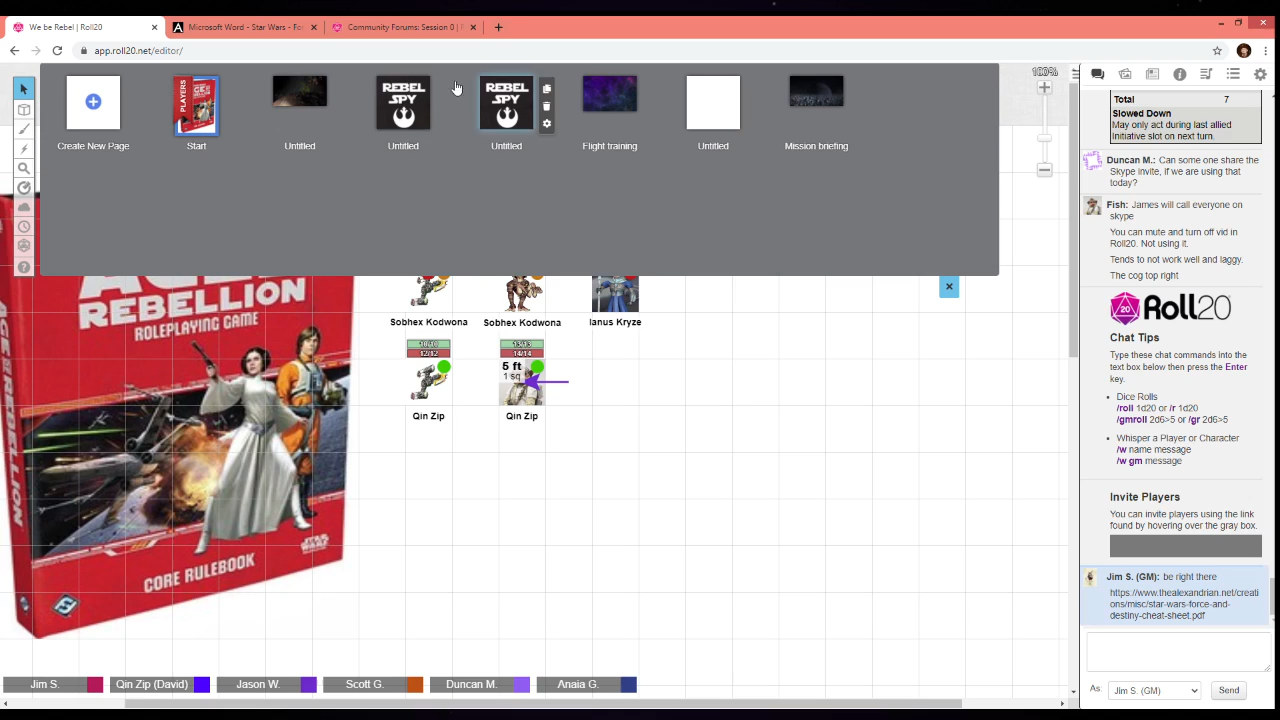 We be Rebel | Roll20
Microsoft Word - Star Wars - Fo
Community Forums: Session 0 |
app.roll20.net/editor/
100%
PLAYERS
REBEL
SPY
REBEL
SPY
Create New Page
Start
Untitled
Untitled
Untitled
Flight training
Untitled
Mission briefing
REBELLION
ROLEPLAYING GAME
CORE RULEBOOK
STAR
WARS
Sobhex Kodwona
Sobhex Kodwona
Ianus Kryze
10/10
12/12
13/13
14/14
5 ft
1 sq
Qin Zip
Qin Zip
Jim S.
Qin Zip (David)
Jason W.
Scott G.
Duncan M.
Anaia G.
Total 7
Slowed Down
May only act during last allied
Initiative slot on next turn.
Duncan M.: Can some one share the
Skype invite, if we are using that
today?
Fish: James will call everyone on
skype
You can mute and turn off vid in
Roll20. Not using it.
Tends to not work well and laggy.
The cog top right
20
Roll20
Chat Tips
Type these chat commands into the
text box below then press the Enter
key.
• Dice Rolls
/roll 1d20 or /r 1d20
/gmroll 2d6>5 or /gr 2d6>5
• Whisper a Player or Character
/w name message
/w gm message
Invite Players
You can invite players using the link
found by hovering over the gray box.
Jim S. (GM): be right there
https://www.thealexandrian.net/creati
ons/misc/star-wars-force-and-
destiny-cheat-sheet.pdf
As:
Jim S. (GM)
Send